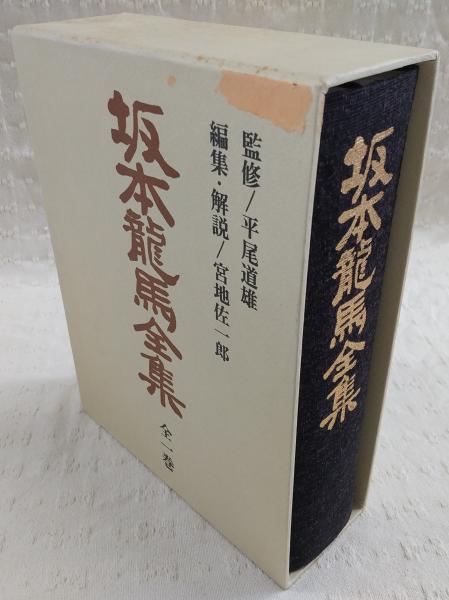 監修/平尾道雄
編集・解説/宮地佐一郎
坂本龍馬全集
全一巻
坂本龍馬全集